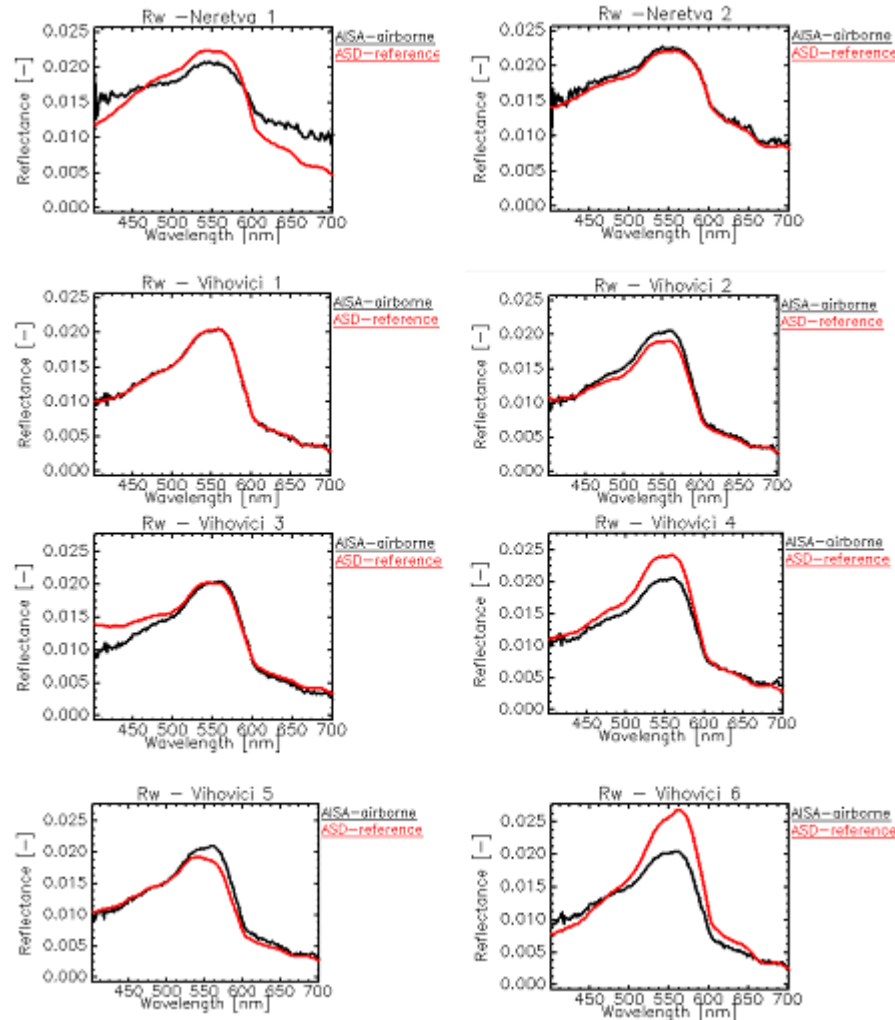 Rw -Neretva 1
AISA-airborne
ASD-reference
0.025
0.020
0.015
0.010
0.005
0.000
Reflectance [-]
450 500 550 600 650 700
Wavelength [nm]
Rw -Neretva 2
AISA-airborne
ASD-reference
0.025
0.020
0.015
0.010
0.005
0.000
Reflectance [-]
450 500 550 600 650 700
Wavelength [nm]
Rw - Vihovici 1
AISA-airborne
ASD-reference
0.025
0.020
0.015
0.010
0.005
0.000
Reflectance [-]
450 500 550 600 650 700
Wavelength [nm]
Rw - Vihovici 2
AISA-airborne
ASD-reference
0.025
0.020
0.015
0.010
0.005
0.000
Reflectance [-]
450 500 550 600 650 700
Wavelength [nm]
Rw - Vihovici 3
AISA-airborne
ASD-reference
0.025
0.020
0.015
0.010
0.005
0.000
Reflectance [-]
450 500 550 600 650 700
Wavelength [nm]
Rw - Vihovici 4
AISA-airborne
ASD-reference
0.025
0.020
0.015
0.010
0.005
0.000
Reflectance [-]
450 500 550 600 650 700
Wavelength [nm]
Rw - Vihovici 5
AISA-airborne
ASD-reference
0.025
0.020
0.015
0.010
0.005
0.000
Reflectance [-]
450 500 550 600 650 700
Wavelength [nm]
Rw - Vihovici 6
AISA-airborne
ASD-reference
0.025
0.020
0.015
0.010
0.005
0.000
Reflectance [-]
450 500 550 600 650 700
Wavelength [nm]